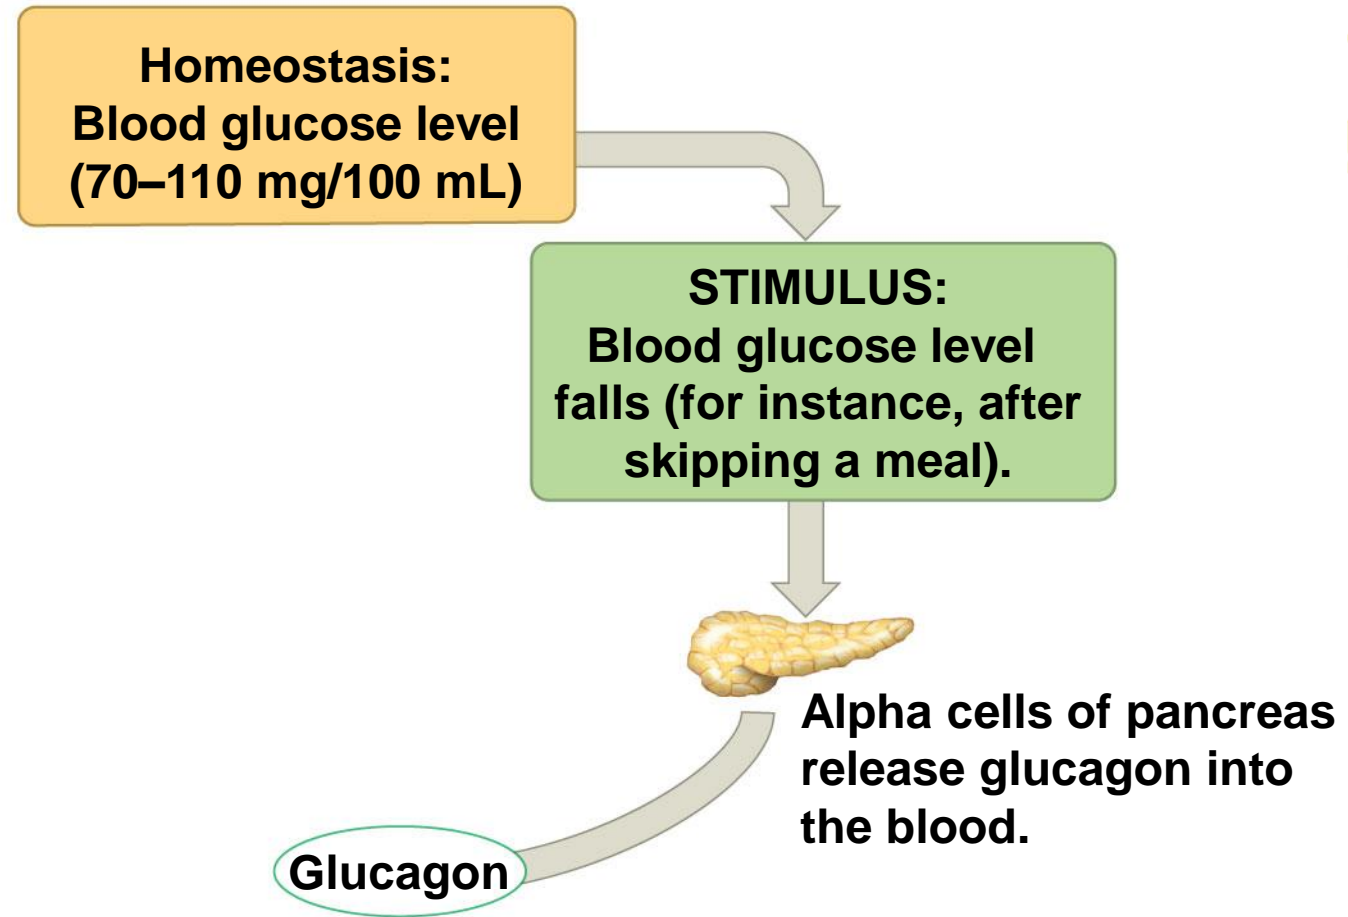 Homeostasis:
Blood glucose level
(70–110 mg/100 mL)
STIMULUS:
Blood glucose level
falls (for instance, after
skipping a meal).
Alpha cells of pancreas
release glucagon into
the blood.
Glucagon